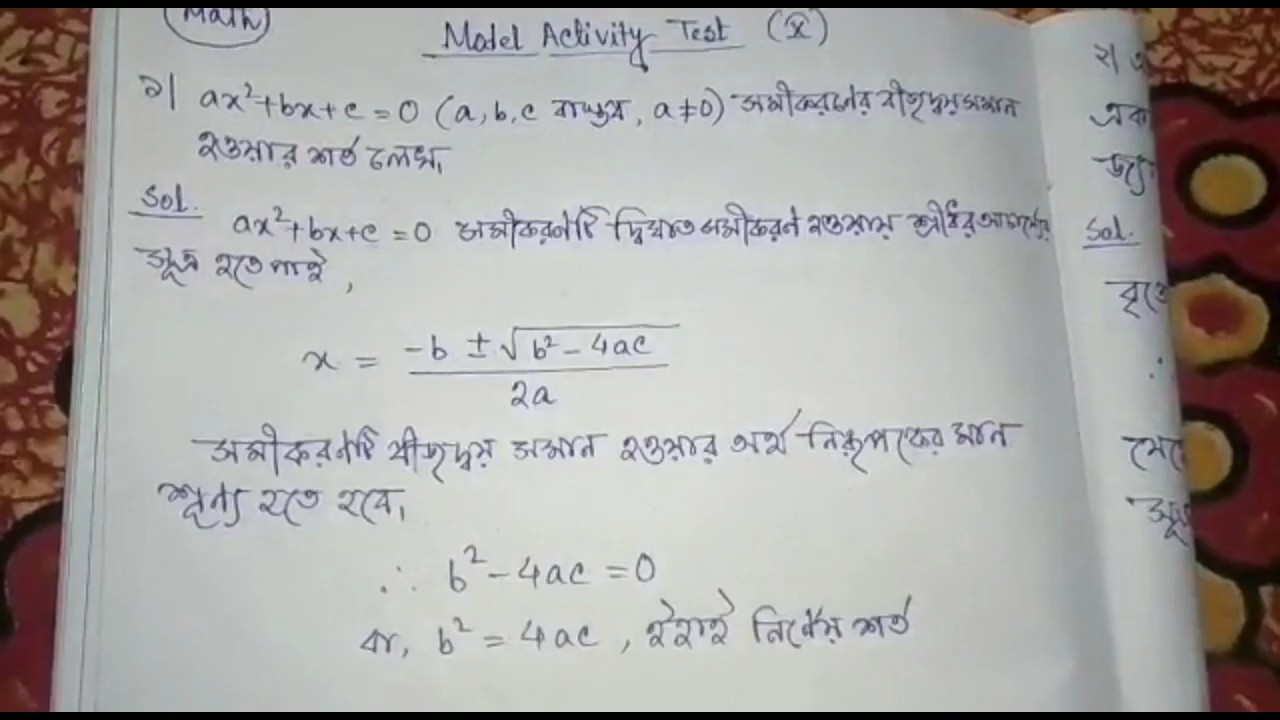 Math
Model Activity Test (X)
১| ax²+bx+c = 0 (a, b, c বাস্তব, a ≠ 0) সমীকরণের বীজদ্বয় সমান
হওয়ার শর্ত লেখ।
Sol.
ax²+bx+c = 0 সমীকরণটি দ্বিঘাত সমীকরণ হওয়ায় শ্রীধর আচার্যের
সূত্র হতে পাই,
x = (-b ± √(b² - 4ac)) / 2a
সমীকরণটি বীজদ্বয় সমান হওয়ার অর্থ নিরূপকের মান
শূন্য হতে হবে।
∴ b² - 4ac = 0
বা, b² = 4ac, ইহাই নির্ণেয় শর্ত
২|
Sol.